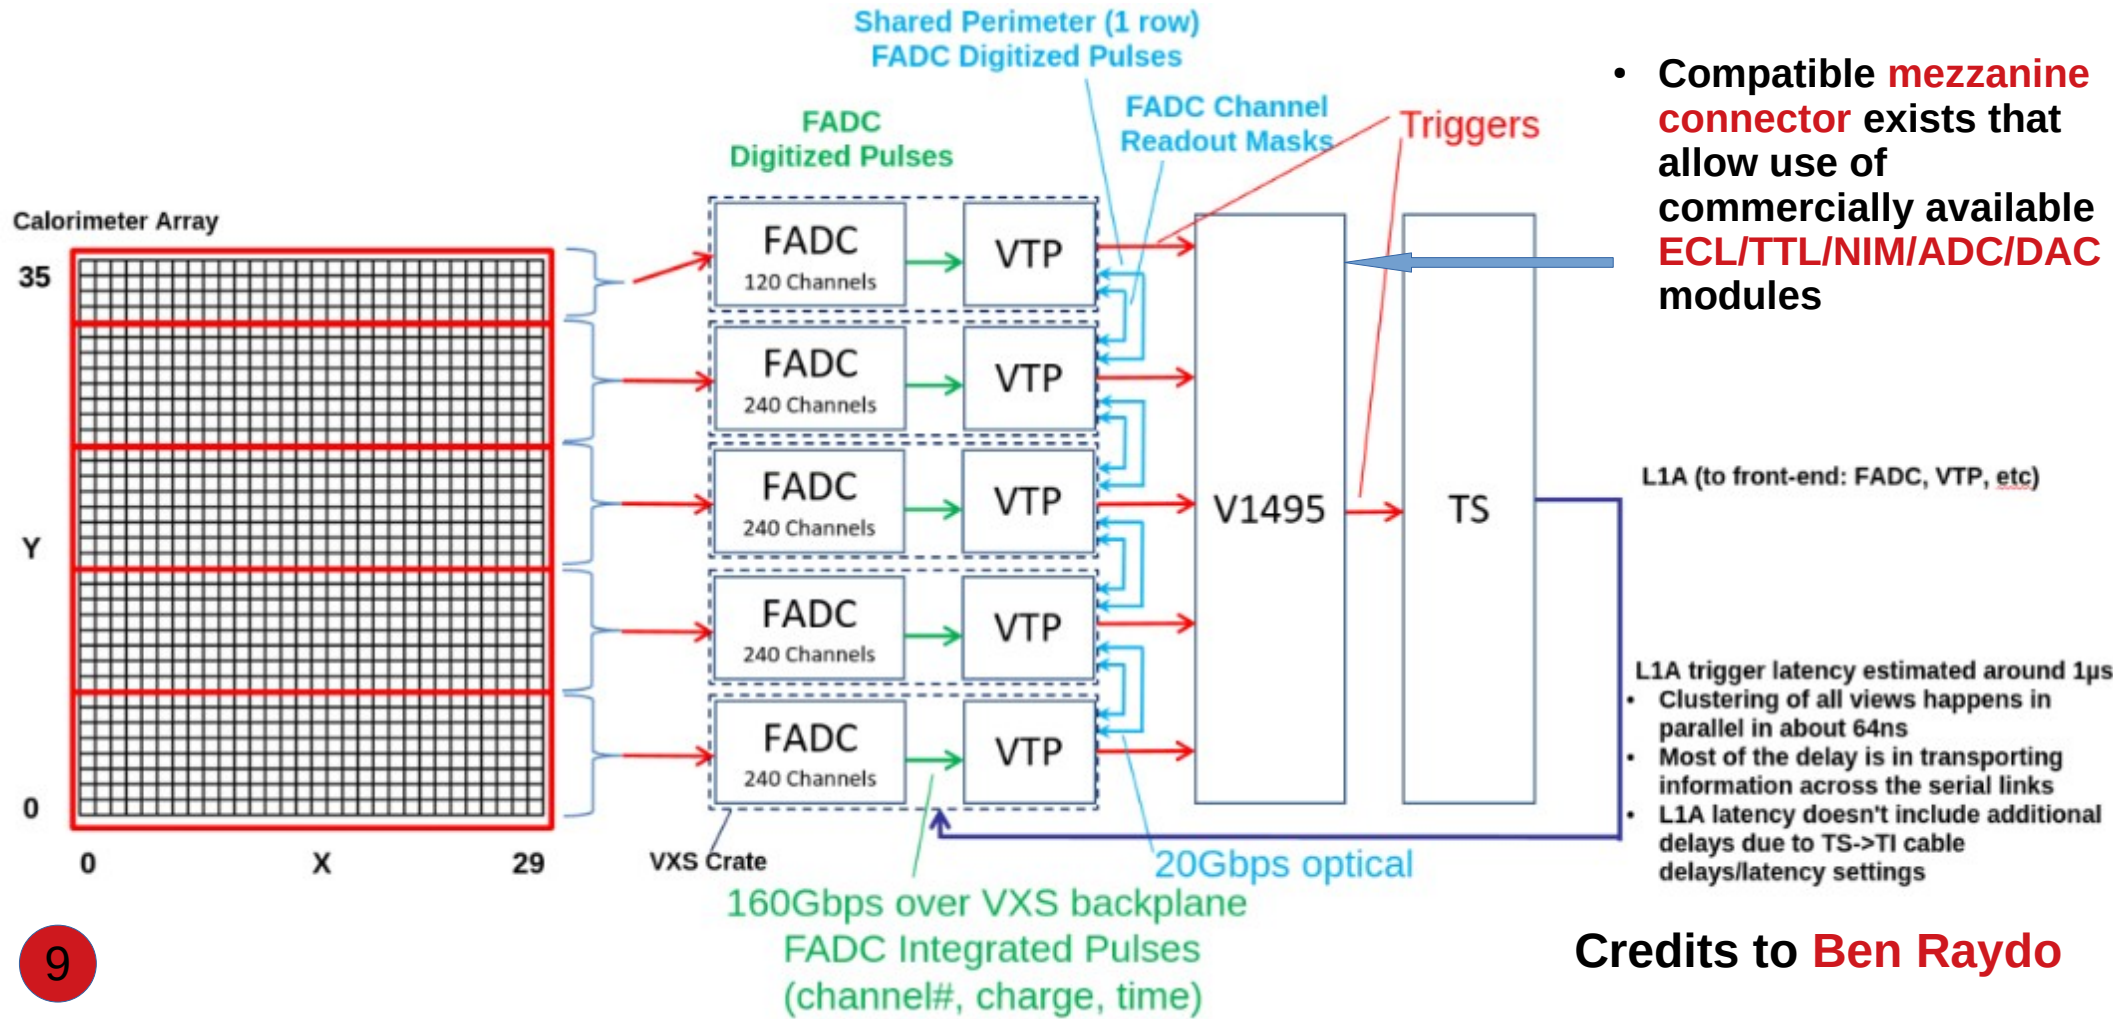 Shared Perimeter (1 row)
FADC Digitized Pulses
FADC Channel
Readout Masks
Triggers
FADC
Digitized Pulses
Calorimeter Array
35
Y
0
0
X
29
FADC
120 Channels
VTP
FADC
240 Channels
VTP
FADC
240 Channels
VTP
FADC
240 Channels
VTP
FADC
240 Channels
VTP
V1495
TS
VXS Crate
20Gbps optical
160Gbps over VXS backplane
FADC Integrated Pulses
(channel#, charge, time)
• Compatible mezzanine
connector exists that
allow use of
commercially available
ECL/TTL/NIM/ADC/DAC
modules
L1A (to front-end: FADC, VTP, etc)
L1A trigger latency estimated around 1µs
• Clustering of all views happens in
parallel in about 64ns
• Most of the delay is in transporting
information across the serial links
• L1A latency doesn't include additional
delays due to TS->TI cable
delays/latency settings
Credits to Ben Raydo
9